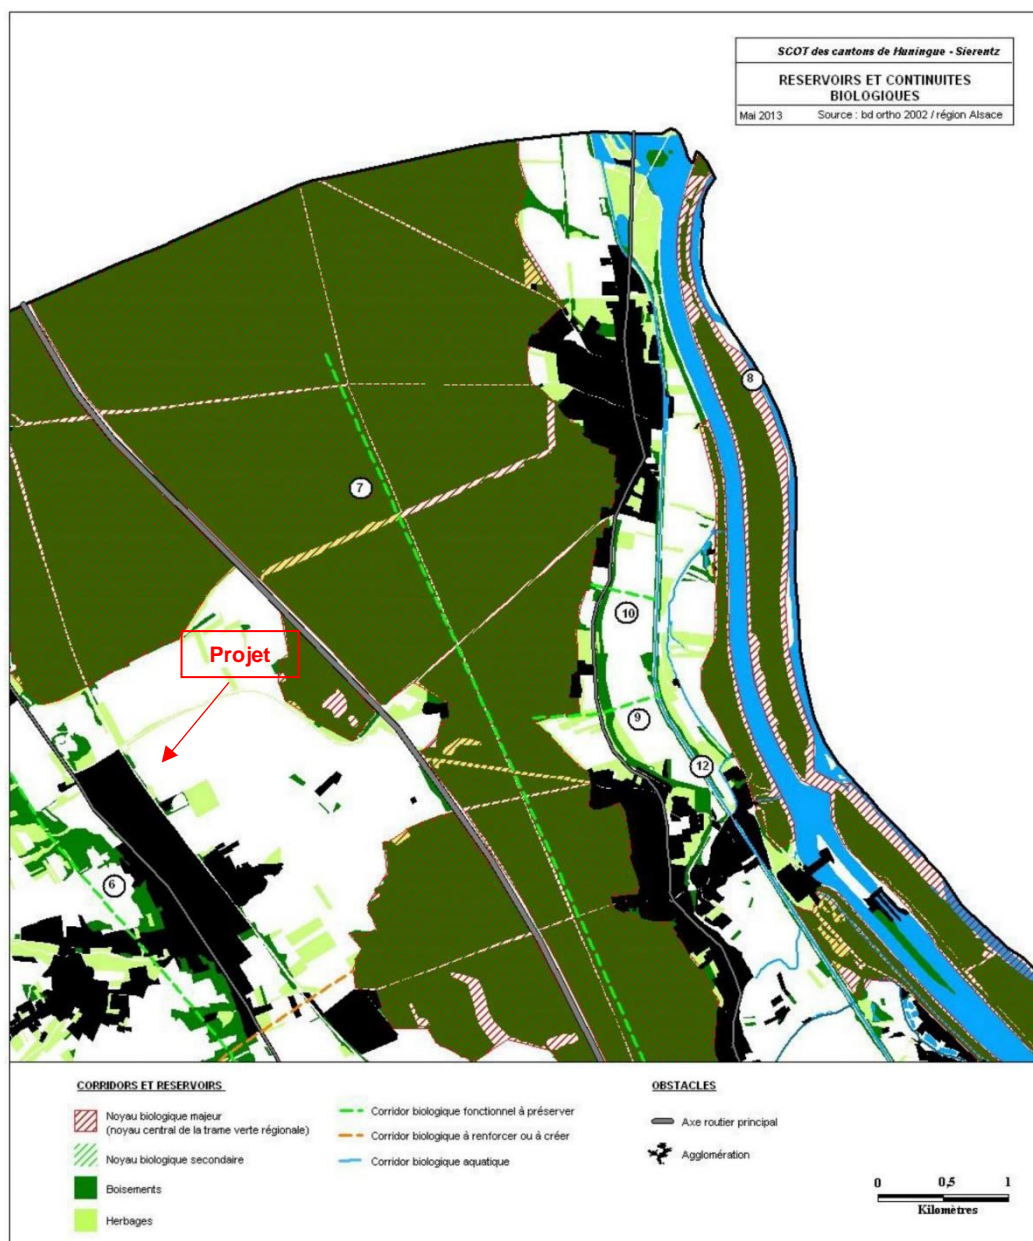 SCOT des cantons de Huningue - Sierentz
RESERVOIRS ET CONTINUITES
BIOLOGIQUES
Mai 2013 Source : bd ortho 2002 / région Alsace
8
7
10
Projet
9
12
6
CORRIDORS ET RESERVOIRS
Noyau biologique majeur
(noyau central de la trame verte régionale)
Noyau biologique secondaire
Boisements
Herbages
Corridor biologique fonctionnel à préserver
Corridor biologique à renforcer ou à créer
Corridor biologique aquatique
OBSTACLES
Axe routier principal
Agglomération
0 0,5 1
Kilomètres